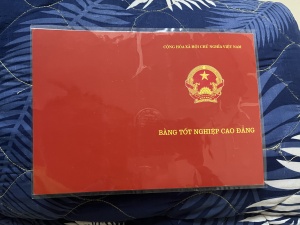 CỘNG HÒA XÃ HỘI CHỦ NGHĨA VIỆT NAM
BẰNG TỐT NGHIỆP CAO ĐẲNG